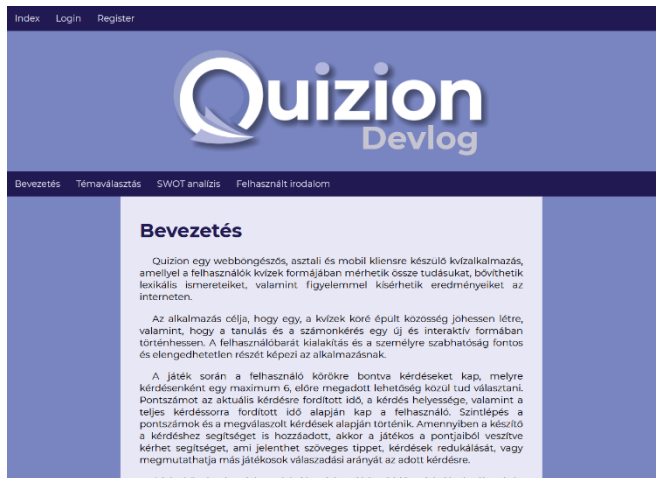 Index Login Register
Quizion
Devlog
Bevezetés Témaválasztás SWOT analízis Felhasznált irodalom
Bevezetés
Quizion egy webböngészős, asztali és mobil kliensre készülő kvízalkalmazás,
amellyel a felhasználók kvízek formájában mérhetik össze tudásukat, bővíthetik
lexikális ismereteiket, valamint figyelemmel kísérhetik eredményeiket az
interneten.
Az alkalmazás célja, hogy egy, a kvízek köré épült közösség jöhessen létre,
valamint, hogy a tanulás és a számonkérés egy új és interaktív formában
történhessen. A felhasználóbarát kialakítás és a személyre szabhatóság fontos
és elengedhetetlen részét képezi az alkalmazásnak.
A játék során a felhasználó körökre bontva kérdéseket kap, melyre
kérdésenként egy maximum 6, előre megadott lehetőség közül tud választani.
Pontszámot az aktuális kérdésre fordított idő, a kérdés helyessége, valamint a
teljes kérdéssorra fordított idő alapján kap a felhasználó. Szintlépés a
pontszámok és a megválaszolt kérdések alapján történik. Amennyiben a készítő
a kérdéshez segítséget is hozzáadott, akkor a játékos a pontjaiból veszítve
kérhet segítséget, ami jelenthet szöveges tippet, kérdések redukálását, vagy
megmutathatja más játékosok válaszadási arányát az adott kérdésre.